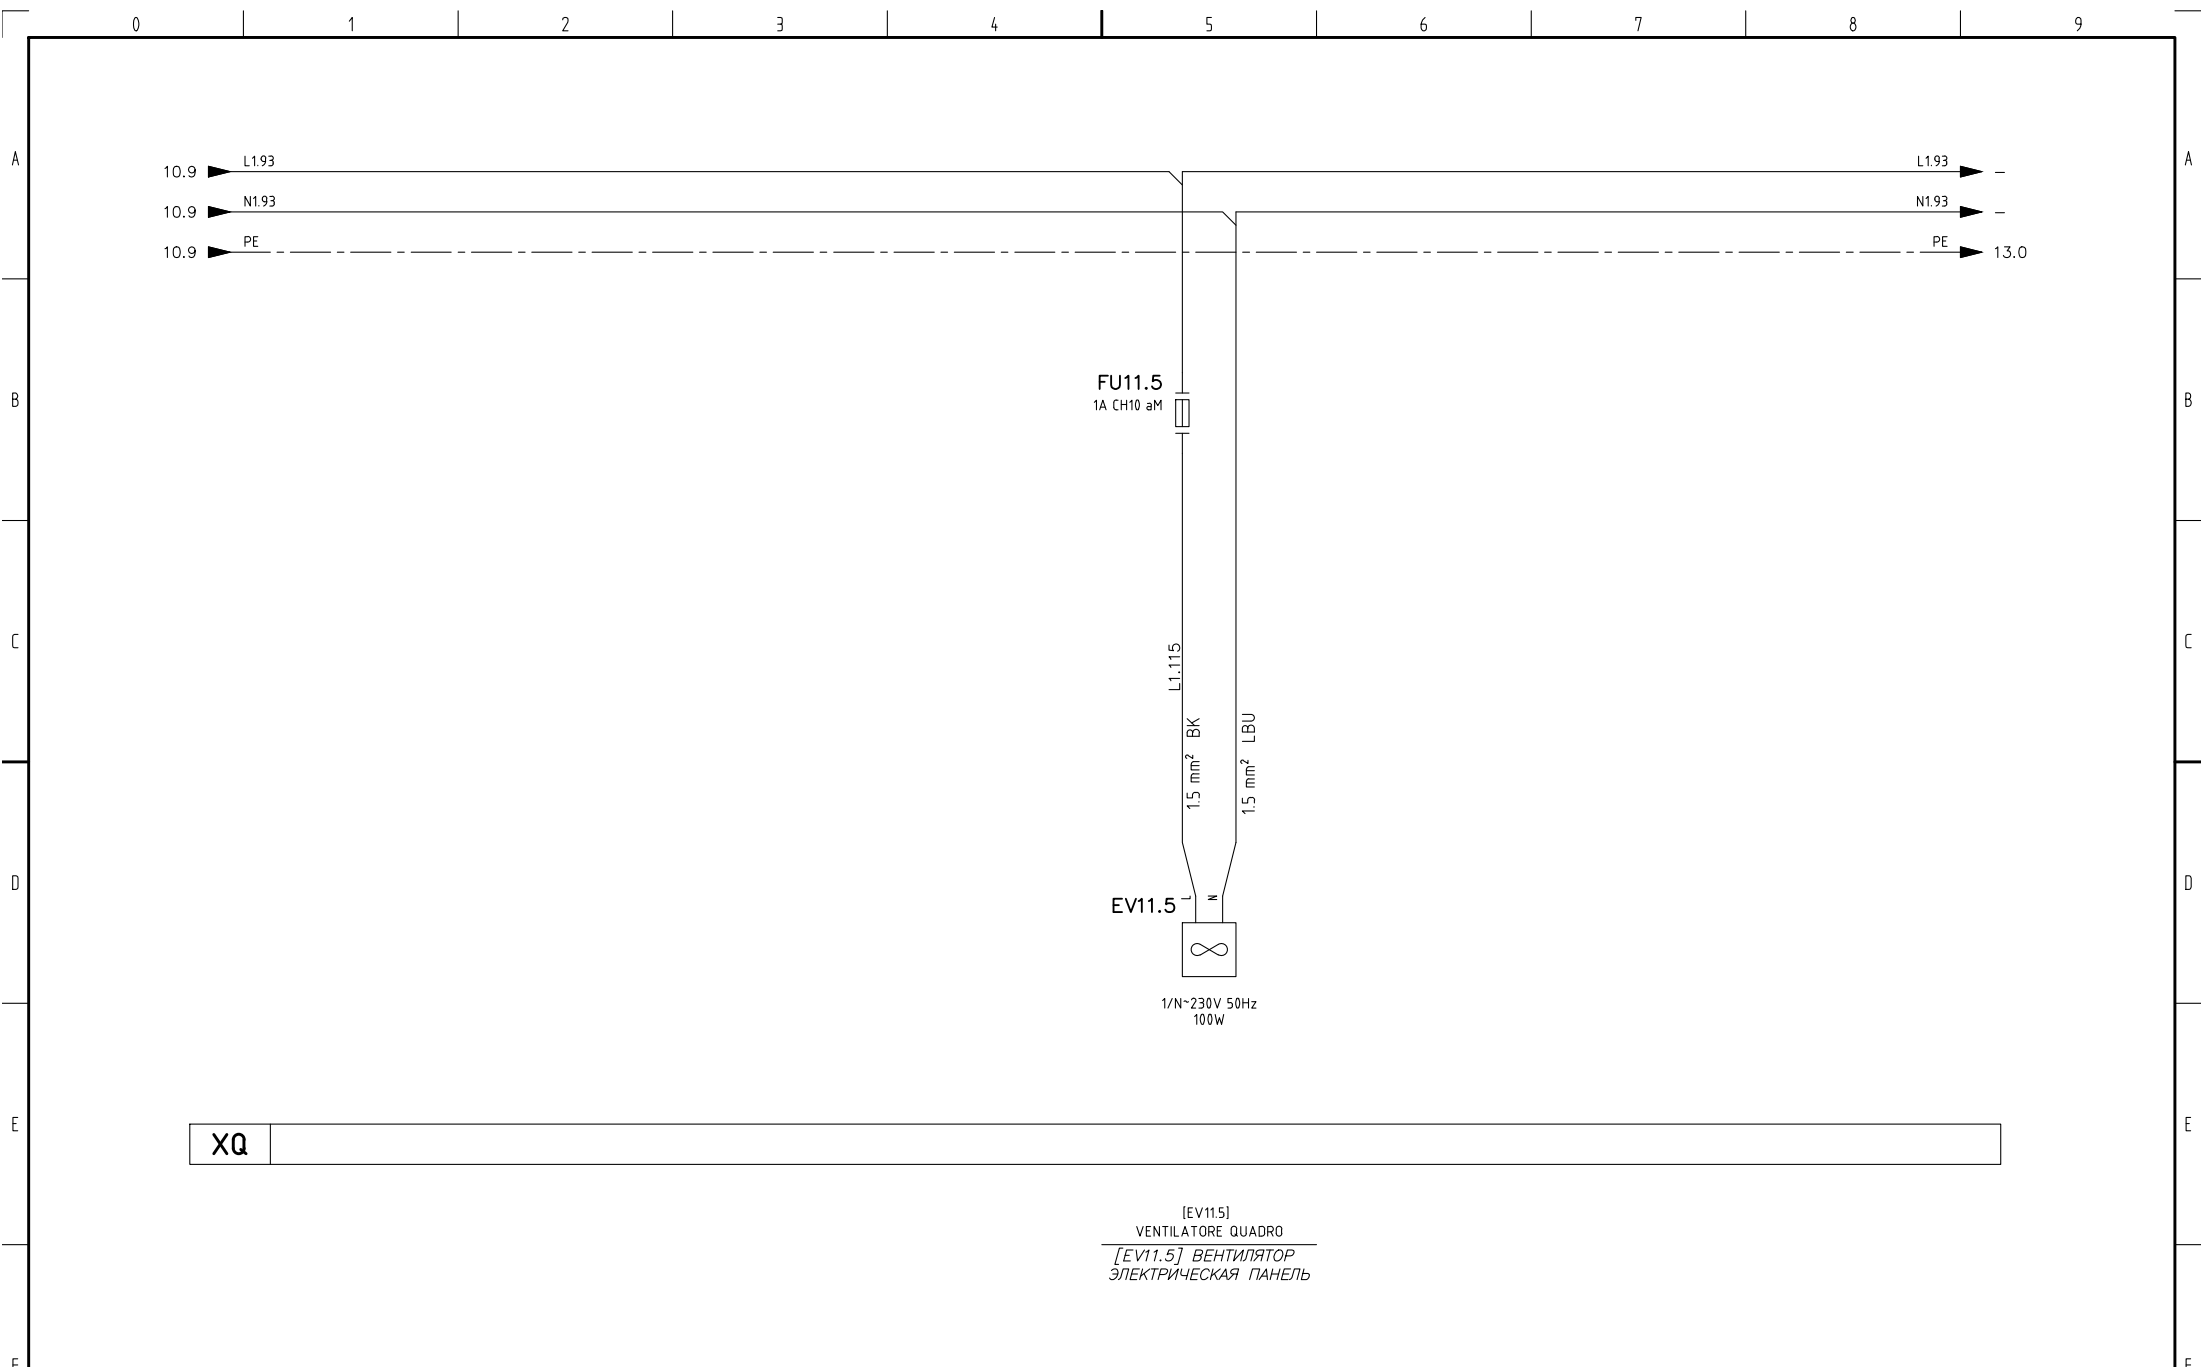 0 1 2 3 4 5 6 7 8 9
A A
L1.93 L1.93
10.9 –
N1.93 N1.93
10.9 –
PE PE
10.9 13.0
FU11.5
1A CH10 aM
B B
C C
L1.115
1.5 mm² BK
1.5 mm² LBU
D D
EV11.5 L N
1/N~230V 50Hz
100W
E E
XQ
[EV11.5]
VENTILATORE QUADRO
[EV11.5] ВЕНТИЛЯТОР
ЭЛЕКТРИЧЕСКАЯ ПАНЕЛЬ